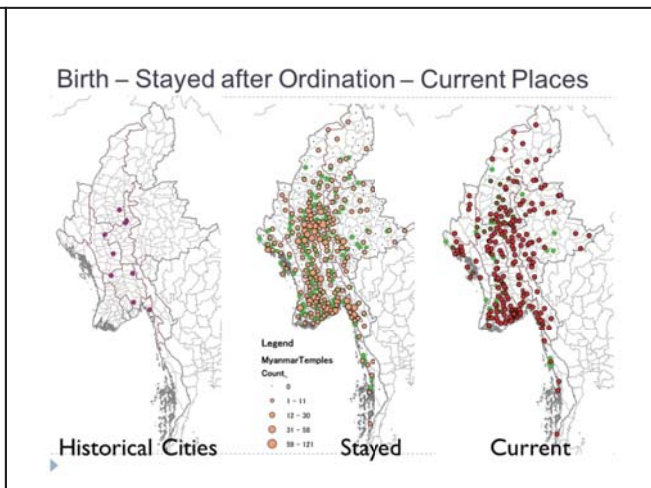 Birth – Stayed after Ordination – Current Places
Legend
MyanmarTemples
Count_
0
1 - 11
12 - 30
31 - 58
59 - 121
Historical Cities
Stayed
Current